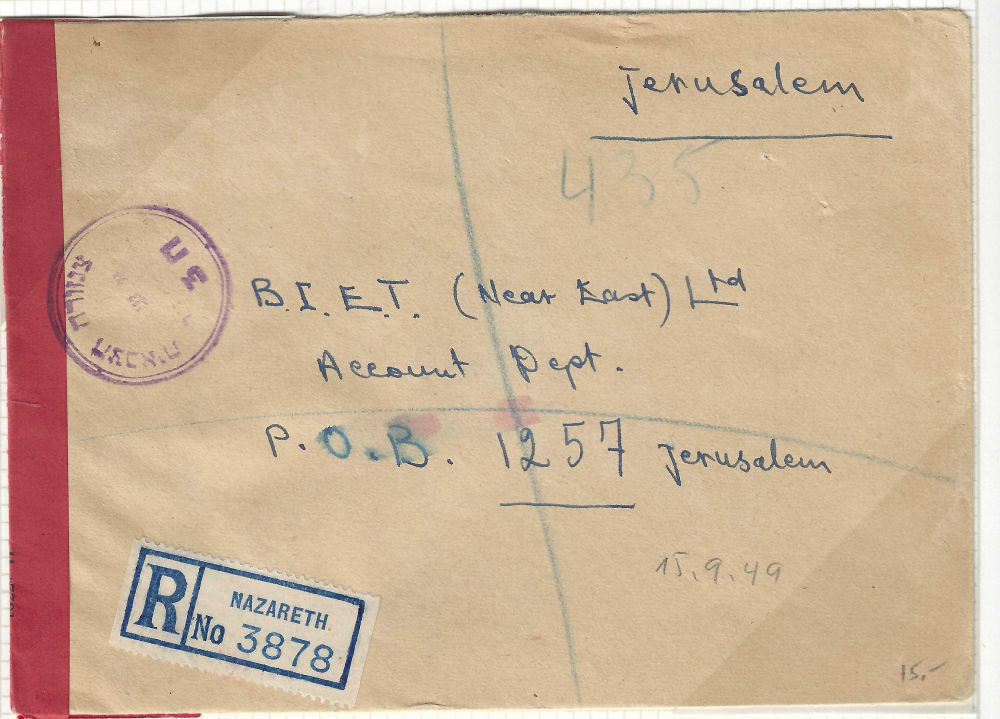 Jerusalem
435
B.I.E.T. (Near East) Ltd
Account Dept.
P.O.B. 1257 Jerusalem
15.9.49
R NAZARETH
No 3878
15.-